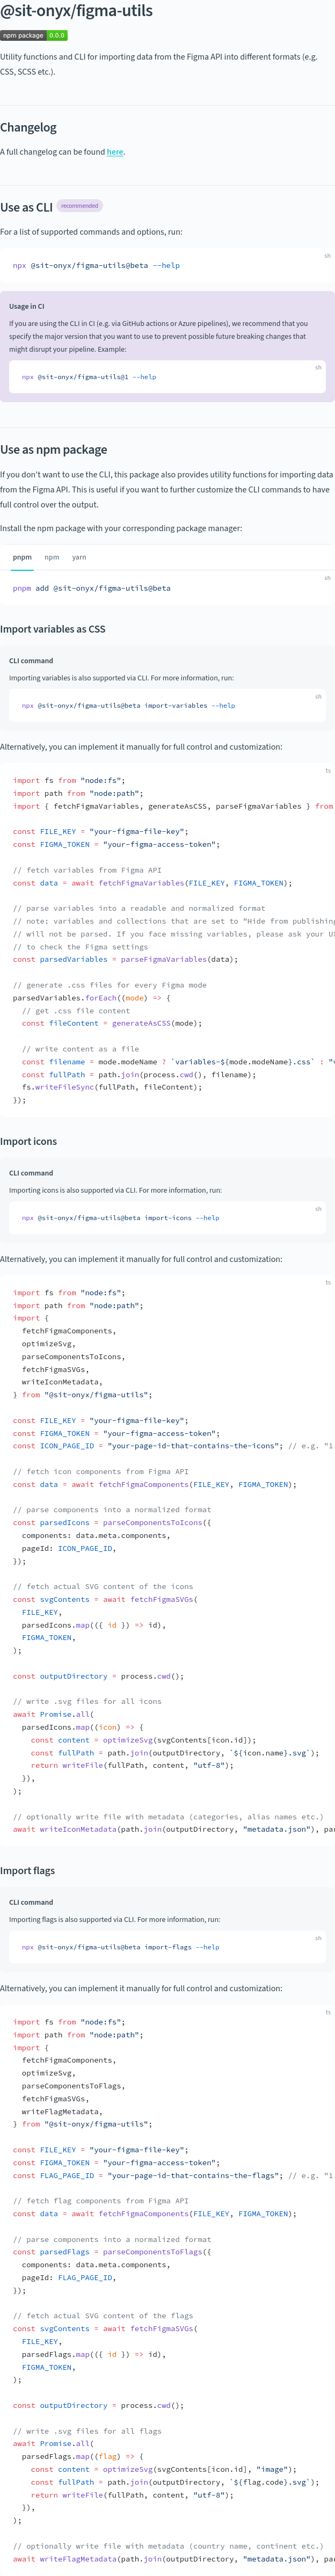 @sit-onyx/figma-utils
npm package 0.0.0
Utility functions and CLI for importing data from the Figma API into different formats (e.g.
CSS, SCSS etc.).
Changelog
A full changelog can be found here.
Use as CLI recommended
For a list of supported commands and options, run:
sh
npx @sit-onyx/figma-utils@beta --help
Usage in CI
If you are using the CLI in CI (e.g. via GitHub actions or Azure pipelines), we recommend that you
specify the major version that you want to use to prevent possible future breaking changes that
might disrupt your pipeline. Example:
sh
npx @sit-onyx/figma-utils@1 --help
Use as npm package
If you don't want to use the CLI, this package also provides utility functions for importing data
from the Figma API. This is useful if you want to further customize the CLI commands to have
full control over the output.
Install the npm package with your corresponding package manager:
pnpm npm yarn
sh
pnpm add @sit-onyx/figma-utils@beta
Import variables as CSS
CLI command
Importing variables is also supported via CLI. For more information, run:
sh
npx @sit-onyx/figma-utils@beta import-variables --help
Alternatively, you can implement it manually for full control and customization:
ts
import fs from "node:fs";
import path from "node:path";
import { fetchFigmaVariables, generateAsCSS, parseFigmaVariables } from
const FILE_KEY = "your-figma-file-key";
const FIGMA_TOKEN = "your-figma-access-token";
// fetch variables from Figma API
const data = await fetchFigmaVariables(FILE_KEY, FIGMA_TOKEN);
// parse variables into a readable and normalized format
// note: variables and collections that are set to "Hide from publishing
// will not be parsed. If you face missing variables, please ask your UX
// to check the Figma settings
const parsedVariables = parseFigmaVariables(data);
// generate .css files for every Figma mode
parsedVariables.forEach((mode) => {
  // get .css file content
  const fileContent = generateAsCSS(mode);
  // write content as a file
  const filename = mode.modeName ? `variables-${mode.modeName}.css` : "v
  const fullPath = path.join(process.cwd(), filename);
  fs.writeFileSync(fullPath, fileContent);
});
Import icons
CLI command
Importing icons is also supported via CLI. For more information, run:
sh
npx @sit-onyx/figma-utils@beta import-icons --help
Alternatively, you can implement it manually for full control and customization:
ts
import fs from "node:fs";
import path from "node:path";
import {
  fetchFigmaComponents,
  optimizeSvg,
  parseComponentsToIcons,
  fetchFigmaSVGs,
  writeIconMetadata,
} from "@sit-onyx/figma-utils";
const FILE_KEY = "your-figma-file-key";
const FIGMA_TOKEN = "your-figma-access-token";
const ICON_PAGE_ID = "your-page-id-that-contains-the-icons"; // e.g. "1
// fetch icon components from Figma API
const data = await fetchFigmaComponents(FILE_KEY, FIGMA_TOKEN);
// parse components into a normalized format
const parsedIcons = parseComponentsToIcons({
  components: data.meta.components,
  pageId: ICON_PAGE_ID,
});
// fetch actual SVG content of the icons
const svgContents = await fetchFigmaSVGs(
  FILE_KEY,
  parsedIcons.map(({ id }) => id),
  FIGMA_TOKEN,
);
const outputDirectory = process.cwd();
// write .svg files for all icons
await Promise.all(
  parsedIcons.map((icon) => {
    const content = optimizeSvg(svgContents[icon.id]);
    const fullPath = path.join(outputDirectory, `${icon.name}.svg`);
    return writeFile(fullPath, content, "utf-8");
  }),
);
// optionally write file with metadata (categories, alias names etc.)
await writeIconMetadata(path.join(outputDirectory, "metadata.json"), par
Import flags
CLI command
Importing flags is also supported via CLI. For more information, run:
sh
npx @sit-onyx/figma-utils@beta import-flags --help
Alternatively, you can implement it manually for full control and customization:
ts
import fs from "node:fs";
import path from "node:path";
import {
  fetchFigmaComponents,
  optimizeSvg,
  parseComponentsToFlags,
  fetchFigmaSVGs,
  writeFlagMetadata,
} from "@sit-onyx/figma-utils";
const FILE_KEY = "your-figma-file-key";
const FIGMA_TOKEN = "your-figma-access-token";
const FLAG_PAGE_ID = "your-page-id-that-contains-the-flags"; // e.g. "1
// fetch flag components from Figma API
const data = await fetchFigmaComponents(FILE_KEY, FIGMA_TOKEN);
// parse components into a normalized format
const parsedFlags = parseComponentsToFlags({
  components: data.meta.components,
  pageId: FLAG_PAGE_ID,
});
// fetch actual SVG content of the flags
const svgContents = await fetchFigmaSVGs(
  FILE_KEY,
  parsedFlags.map(({ id }) => id),
  FIGMA_TOKEN,
);
const outputDirectory = process.cwd();
// write .svg files for all flags
await Promise.all(
  parsedFlags.map((flag) => {
    const content = optimizeSvg(svgContents[icon.id], "image");
    const fullPath = path.join(outputDirectory, `${flag.code}.svg`);
    return writeFile(fullPath, content, "utf-8");
  }),
);
// optionally write file with metadata (country name, continent etc.)
await writeFlagMetadata(path.join(outputDirectory, "metadata.json"), par